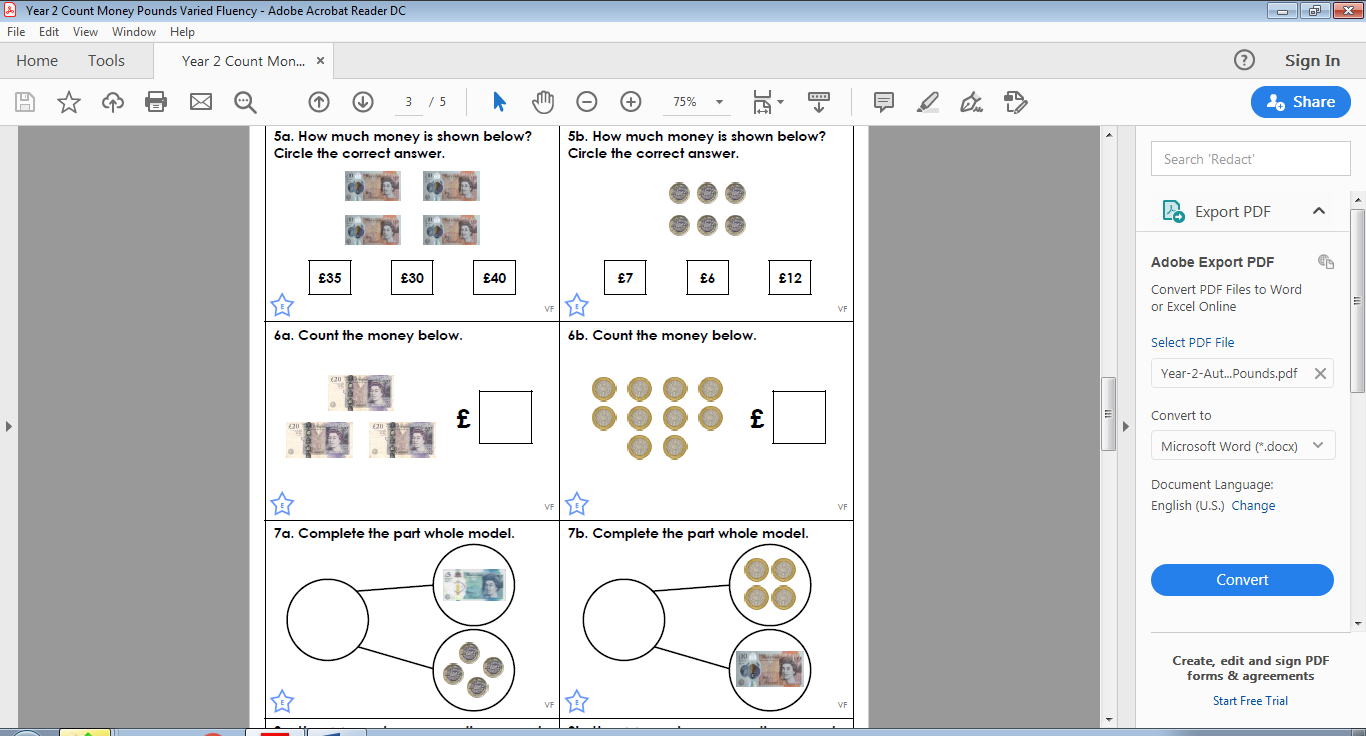 Year 2 Count Money Pounds Varied Fluency - Adobe Acrobat Reader DC
File Edit View Window Help
Home Tools Year 2 Count Mon... × Sign In
3 / 5 75% Share
5a. How much money is shown below?
Circle the correct answer.
£35 £30 £40
E VF
5b. How much money is shown below?
Circle the correct answer.
£7 £6 £12
E VF
6a. Count the money below.
£20
£20 £20
£
E VF
6b. Count the money below.
£
E VF
7a. Complete the part whole model.
E VF
7b. Complete the part whole model.
E VF
Search 'Redact'
Export PDF
Adobe Export PDF
Convert PDF Files to Word
or Excel Online
Select PDF File
Year-2-Aut...Pounds.pdf
Convert to
Microsoft Word (*.docx)
Document Language:
English (U.S.) Change
Convert
Create, edit and sign PDF
forms & agreements
Start Free Trial